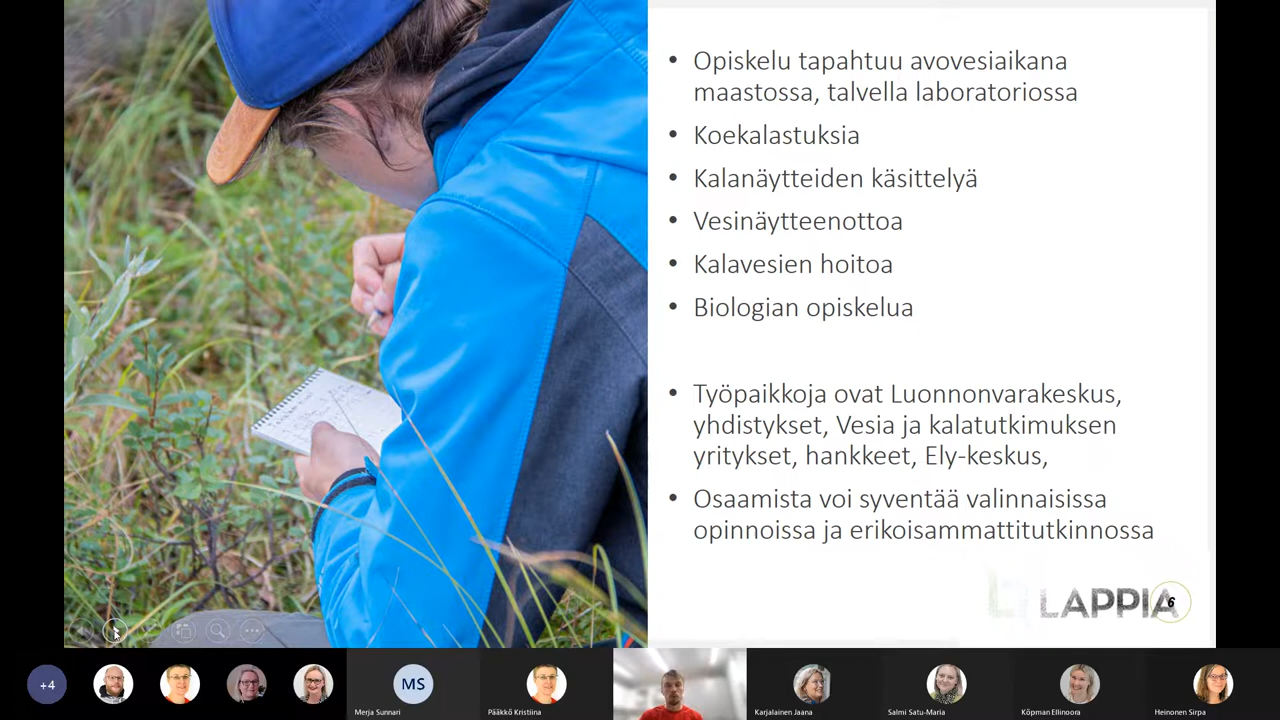 Opiskelu tapahtuu avovesiaikana
maastossa, talvella laboratoriossa
Koekalastuksia
Kalanäytteiden käsittelyä
Vesinäytteenottoa
Kalavesien hoitoa
Biologian opiskelua
Työpaikkoja ovat Luonnonvarakeskus,
yhdistykset, Vesia ja kalatutkimuksen
yritykset, hankkeet, Ely-keskus,
Osaamista voi syventää valinnaisissa
opinnoissa ja erikoisammattitutkinnossa
LAPPIA
6
+4
MS
Merja Sunnari
Pääkkö Kristiina
Karjalainen Jaana
Salmi Satu-Maria
Köpman Ellinoora
Heinonen Sirpa